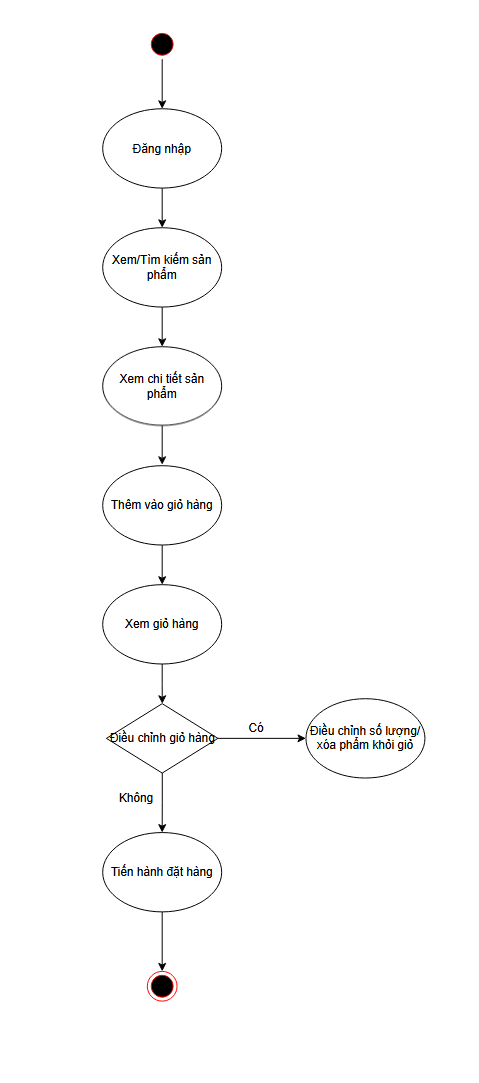 Đăng nhập
Xem/Tìm kiếm sản
phẩm
Xem chi tiết sản
phẩm
Thêm vào giỏ hàng
Xem giỏ hàng
Điều chỉnh giỏ hàng
Có
Điều chỉnh số lượng/
xóa phẩm khỏi giỏ
Không
Tiến hành đặt hàng